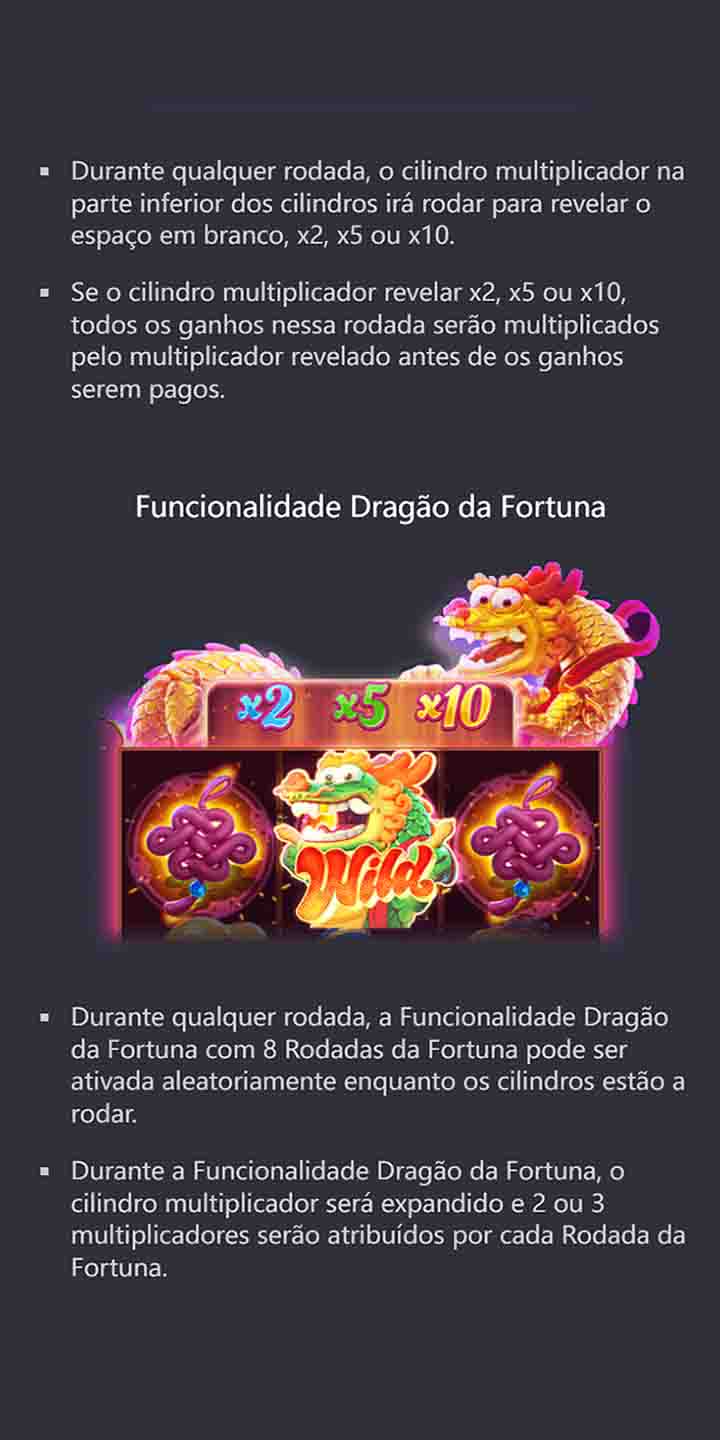 ▪ Durante qualquer rodada, o cilindro multiplicador na
parte inferior dos cilindros irá rodar para revelar o
espaço em branco, x2, x5 ou x10.
▪ Se o cilindro multiplicador revelar x2, x5 ou x10,
todos os ganhos nessa rodada serão multiplicados
pelo multiplicador revelado antes de os ganhos
serem pagos.
Funcionalidade Dragão da Fortuna
x2 x5 x10
Wild
▪ Durante qualquer rodada, a Funcionalidade Dragão
da Fortuna com 8 Rodadas da Fortuna pode ser
ativada aleatoriamente enquanto os cilindros estão a
rodar.
▪ Durante a Funcionalidade Dragão da Fortuna, o
cilindro multiplicador será expandido e 2 ou 3
multiplicadores serão atribuídos por cada Rodada da
Fortuna.